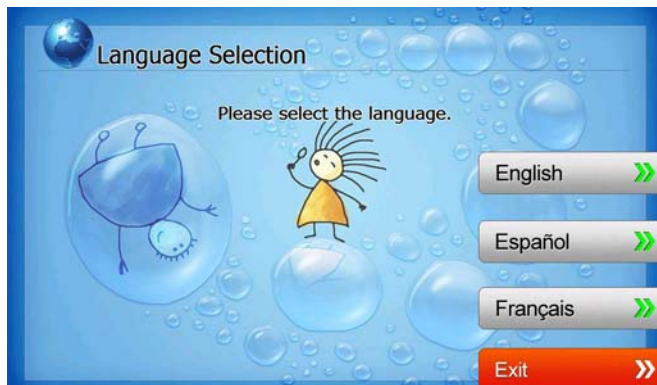 Language Selection
Please select the language.
English
Español
Français
Exit